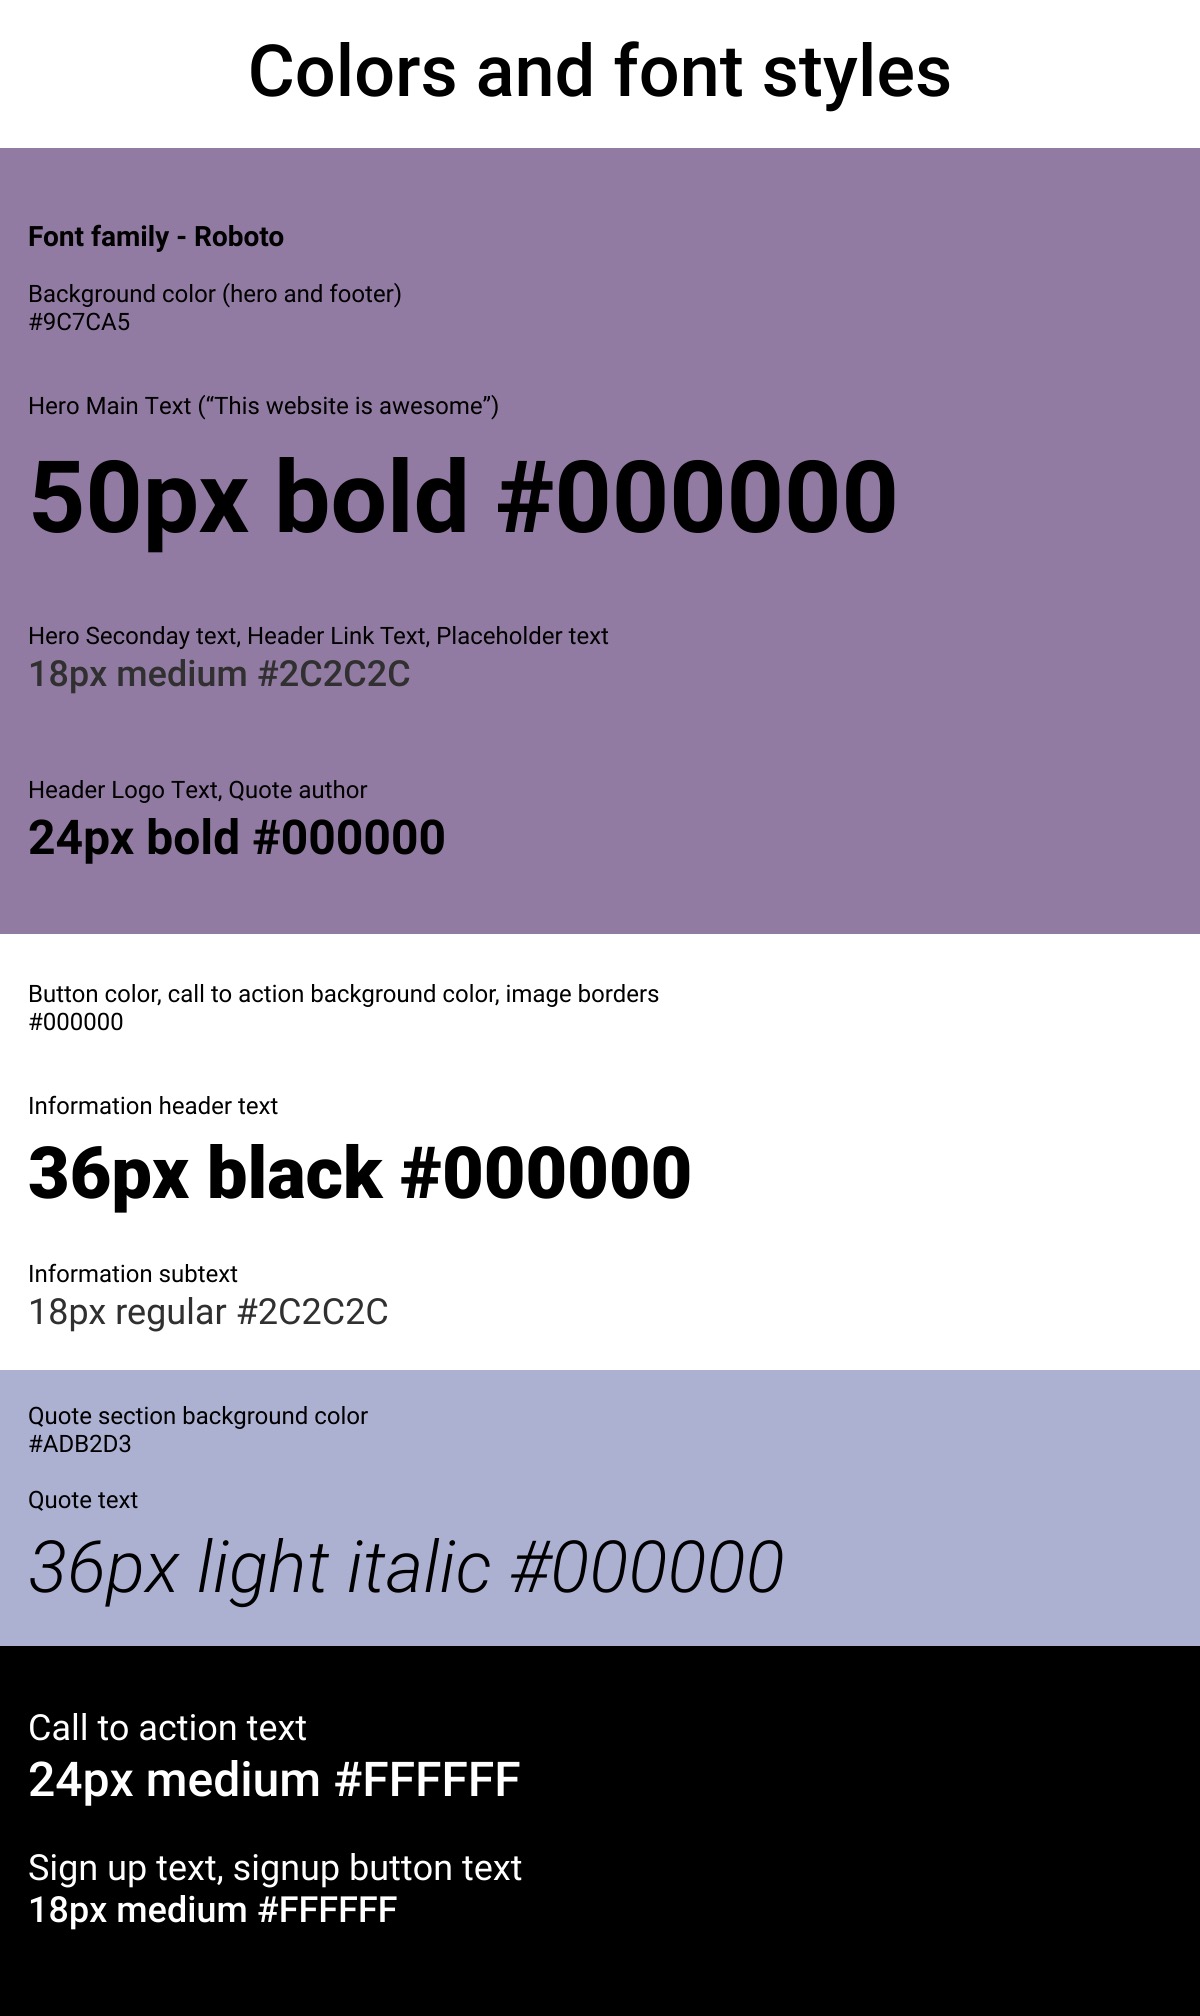 Colors and font styles
Font family - Roboto
Background color (hero and footer)
#9C7CA5
Hero Main Text (“This website is awesome”)
50px bold #000000
Hero Seconday text, Header Link Text, Placeholder text
18px medium #2C2C2C
Header Logo Text, Quote author
24px bold #000000
Button color, call to action background color, image borders
#000000
Information header text
36px black #000000
Information subtext
18px regular #2C2C2C
Quote section background color
#ADB2D3
Quote text
36px light italic #000000
Call to action text
24px medium #FFFFFF
Sign up text, signup button text
18px medium #FFFFFF